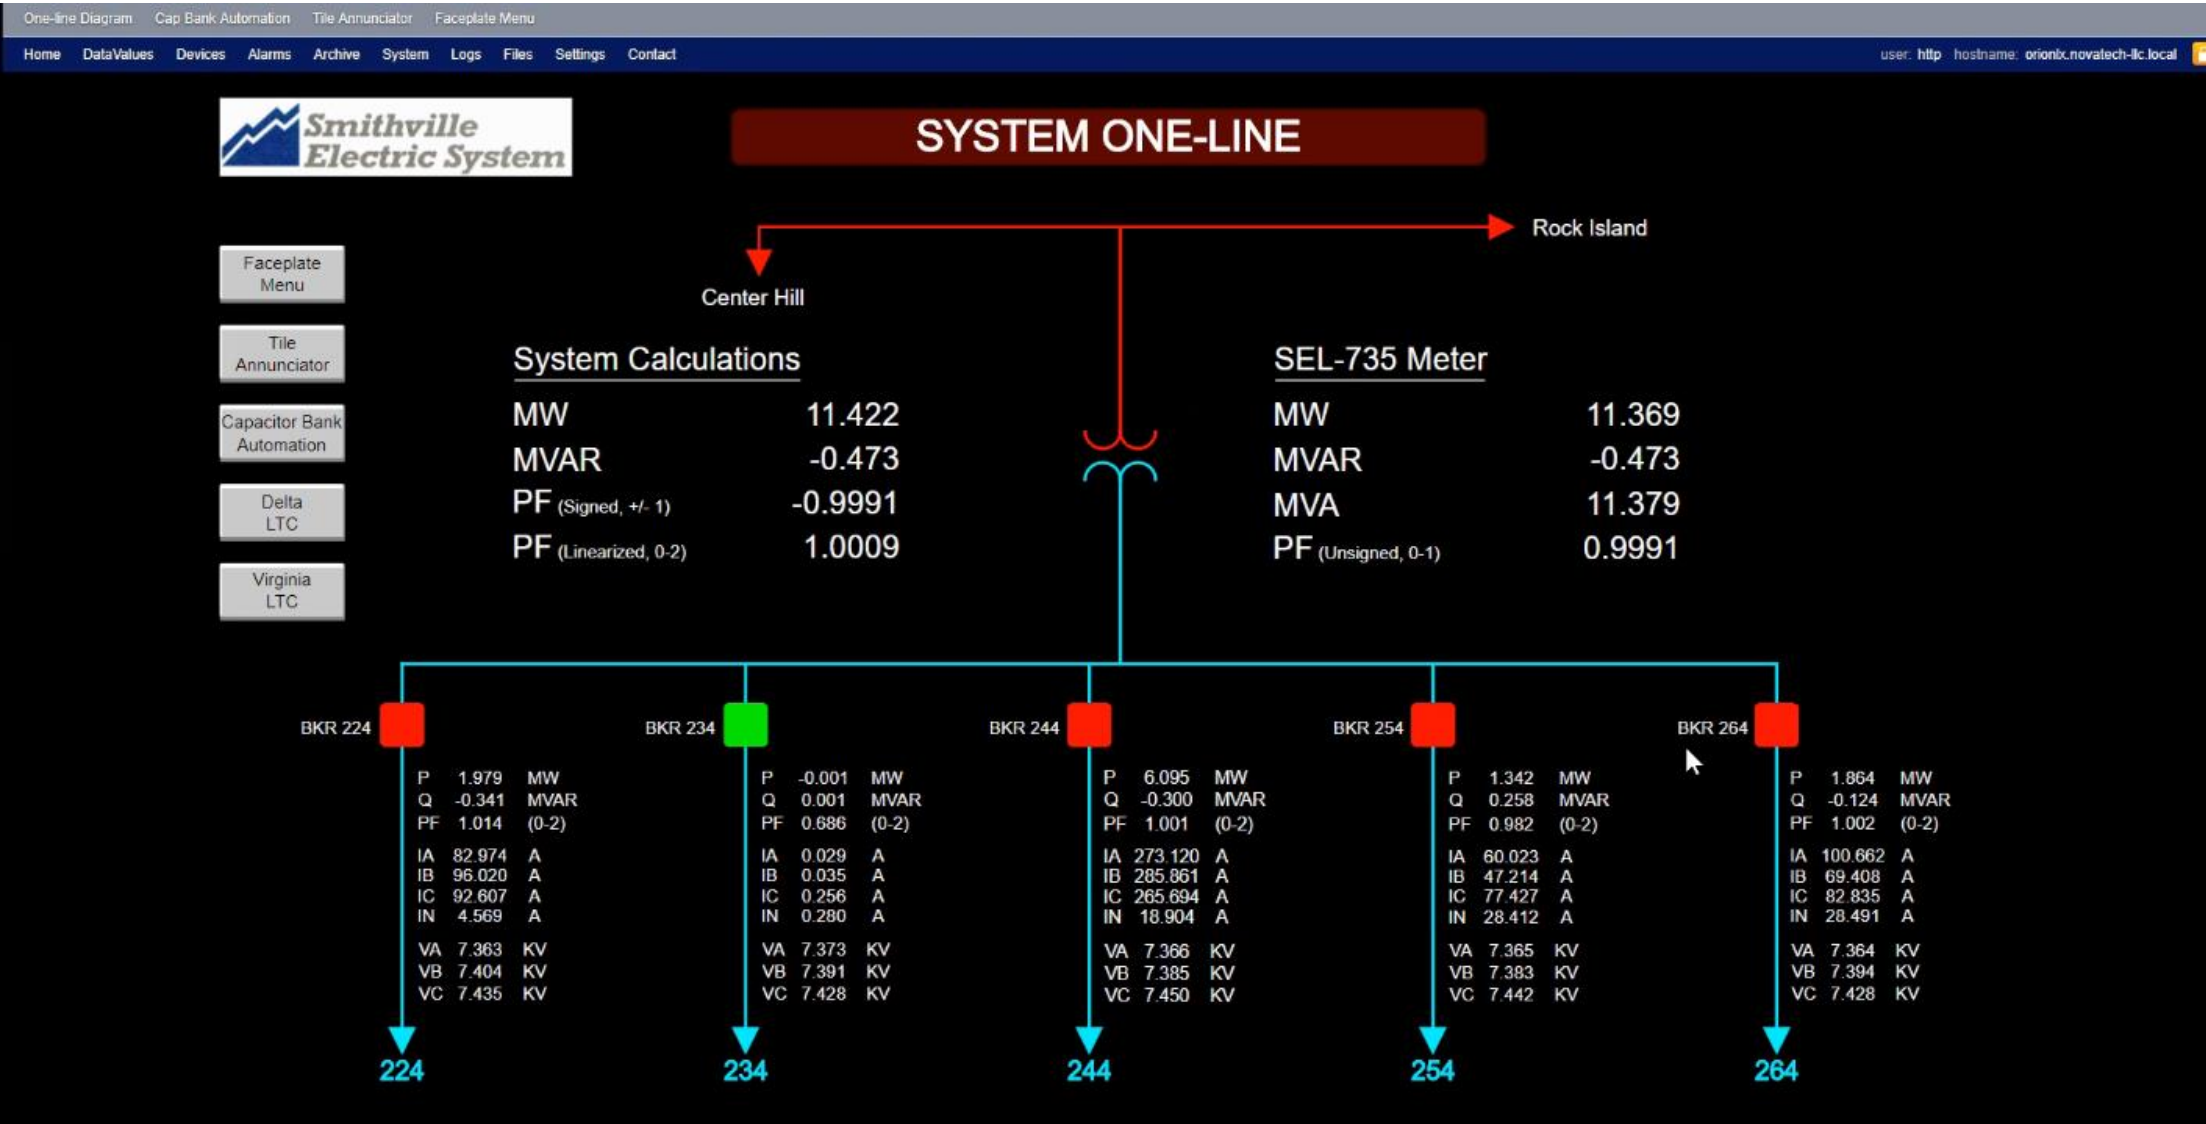 One-line Diagram Cap Bank Automation Tile Annunciator Faceplate Menu
Home DataValues Devices Alarms Archive System Logs Files Settings Contact user: http hostname: orionlx.novatech-llc.local
Smithville
Electric System
SYSTEM ONE-LINE
Rock Island
Center Hill
Faceplate
Menu
Tile
Annunciator
Capacitor Bank
Automation
Delta
LTC
Virginia
LTC
System Calculations
MW 11.422
MVAR -0.473
PF (Signed, +/- 1) -0.9991
PF (Linearized, 0-2) 1.0009
SEL-735 Meter
MW 11.369
MVAR -0.473
MVA 11.379
PF (Unsigned, 0-1) 0.9991
BKR 224
P 1.979 MW
Q -0.341 MVAR
PF 1.014 (0-2)
IA 82.974 A
IB 96.020 A
IC 92.607 A
IN 4.569 A
VA 7.363 KV
VB 7.404 KV
VC 7.435 KV
224
BKR 234
P -0.001 MW
Q 0.001 MVAR
PF 0.686 (0-2)
IA 0.029 A
IB 0.035 A
IC 0.256 A
IN 0.280 A
VA 7.373 KV
VB 7.391 KV
VC 7.428 KV
234
BKR 244
P 6.095 MW
Q -0.300 MVAR
PF 1.001 (0-2)
IA 273.120 A
IB 285.861 A
IC 265.694 A
IN 18.904 A
VA 7.366 KV
VB 7.385 KV
VC 7.450 KV
244
BKR 254
P 1.342 MW
Q 0.258 MVAR
PF 0.982 (0-2)
IA 60.023 A
IB 47.214 A
IC 77.427 A
IN 28.412 A
VA 7.365 KV
VB 7.383 KV
VC 7.442 KV
254
BKR 264
P 1.864 MW
Q -0.124 MVAR
PF 1.002 (0-2)
IA 100.662 A
IB 69.408 A
IC 82.835 A
IN 28.491 A
VA 7.364 KV
VB 7.394 KV
VC 7.428 KV
264